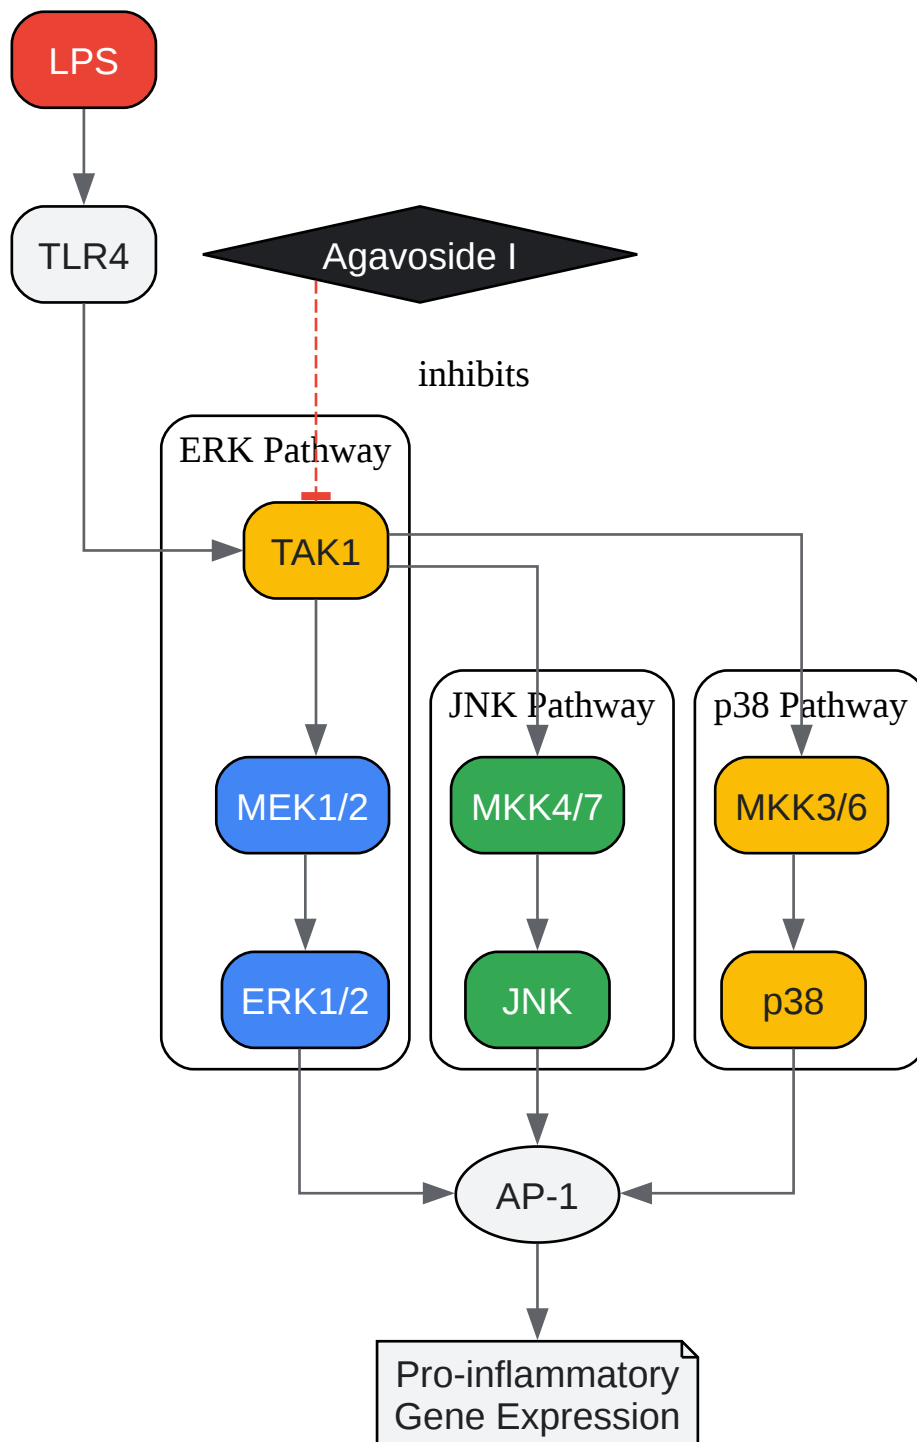 LPS
TLR4
Agavoside I
inhibits
ERK Pathway
TAK1
JNK Pathway
p38 Pathway
MEK1/2
MKK4/7
MKK3/6
ERK1/2
JNK
p38
AP-1
Pro-inflammatory
Gene Expression